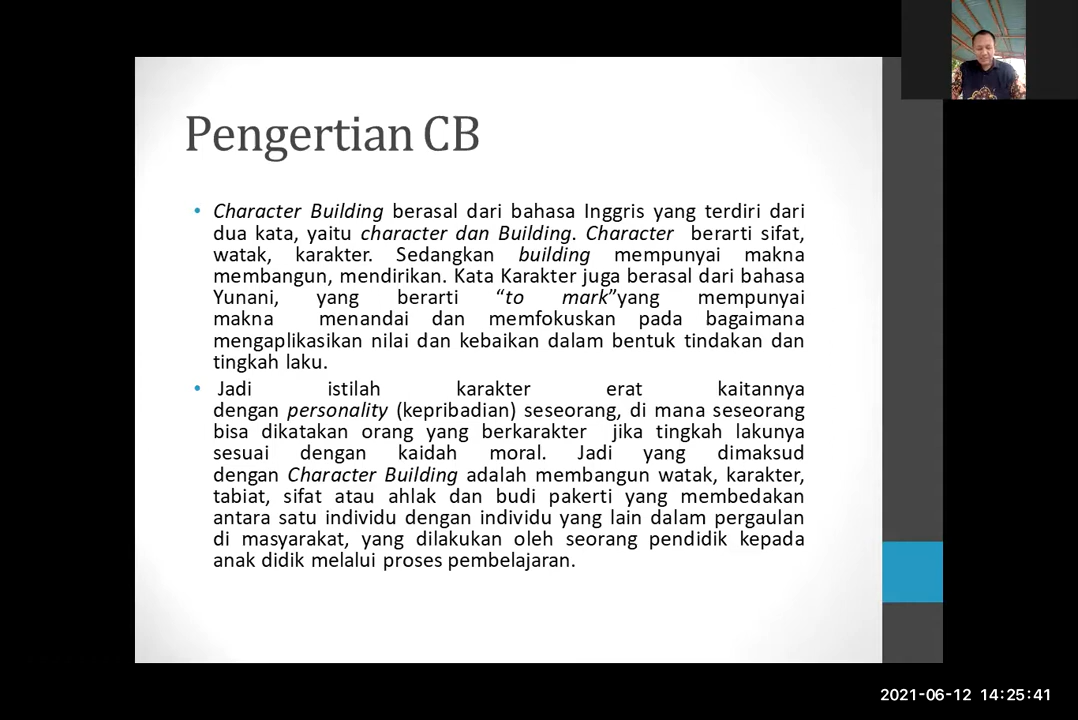 Pengertian CB
• Character Building berasal dari bahasa Inggris yang terdiri dari
dua kata, yaitu character dan Building. Character berarti sifat,
watak, karakter. Sedangkan building mempunyai makna
membangun, mendirikan. Kata Karakter juga berasal dari bahasa
Yunani, yang berarti “to mark”yang mempunyai
makna menandai dan memfokuskan pada bagaimana
mengaplikasikan nilai dan kebaikan dalam bentuk tindakan dan
tingkah laku.
• Jadi istilah karakter erat kaitannya
dengan personality (kepribadian) seseorang, di mana seseorang
bisa dikatakan orang yang berkarakter jika tingkah lakunya
sesuai dengan kaidah moral. Jadi yang dimaksud
dengan Character Building adalah membangun watak, karakter,
tabiat, sifat atau ahlak dan budi pakerti yang membedakan
antara satu individu dengan individu yang lain dalam pergaulan
di masyarakat, yang dilakukan oleh seorang pendidik kepada
anak didik melalui proses pembelajaran.
2021-06-12 14:25:41